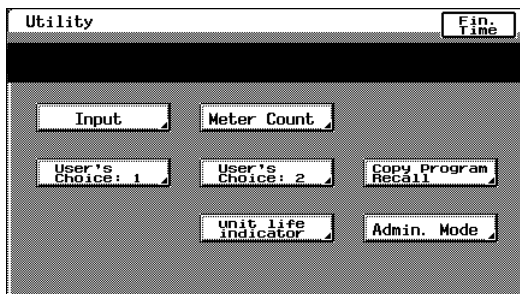 Utility
Fin.
Time
Input
Meter Count
User's
Choice: 1
User's
Choice: 2
Copy Program
Recall
unit life
indicator
Admin. Mode